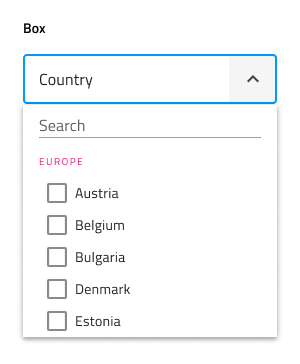 Box
Country
Search
EUROPE
Austria
Belgium
Bulgaria
Denmark
Estonia